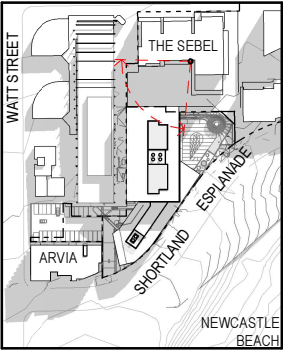 THE SEBEL
WATT STREET
ESPLANADE
SHORTLAND
ARVIA
NEWCASTLE
BEACH